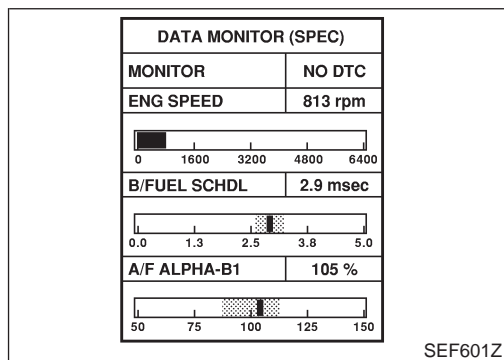 DATA MONITOR (SPEC)
MONITOR NO DTC
ENG SPEED 813 rpm
0 1600 3200 4800 6400
B/FUEL SCHDL 2.9 msec
0.0 1.3 2.5 3.8 5.0
A/F ALPHA-B1 105 %
50 75 100 125 150
SEF601Z